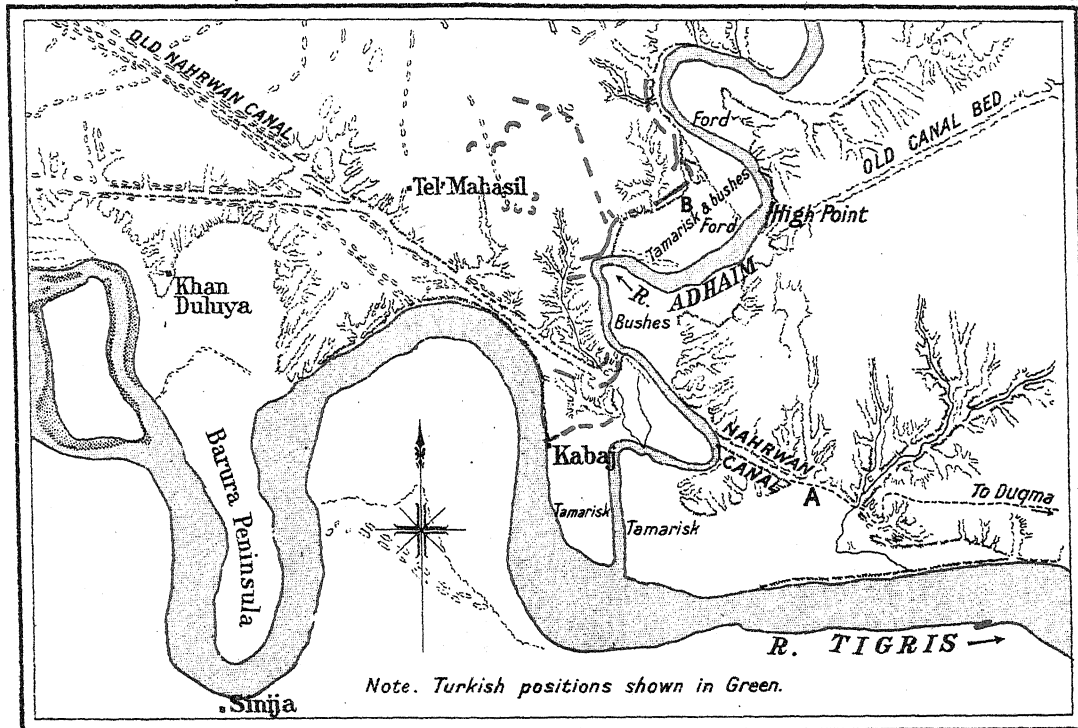 OLD NAHRWAN CANAL
Ford
OLD CANAL BED
Tel Mahasil
B
Tamarisk & bushes
Ford
High Point
Khan
Duluya
R. ADHAIM
Bushes
Barura Peninsula
Kabaj
NAHRWAN
CANAL
A
To Duqma
Tamarisk
Tamarisk
R. TIGRIS
Note. Turkish positions shown in Green.
Sinija